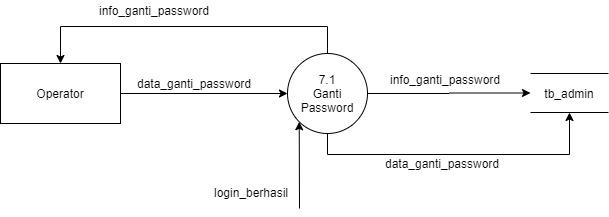 info_ganti_password
Operator
data_ganti_password
7.1
Ganti
Password
info_ganti_password
tb_admin
data_ganti_password
login_berhasil